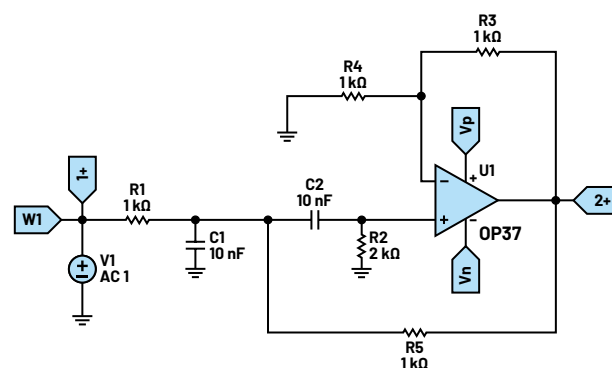 R3
1 kΩ
R4
1 kΩ
Vp
1+
U1
+
−
W1
R1
1 kΩ
C2
10 nF
2+
+
−
OP37
C1
10 nF
R2
2 kΩ
+
−
V1
AC 1
Vn
R5
1 kΩ